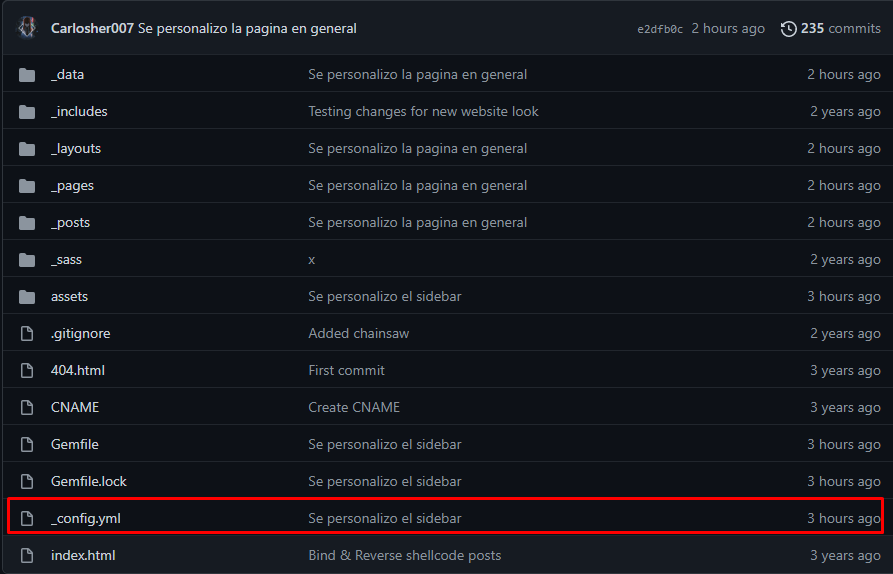 Carlosher007 Se personalizo la pagina en general e2dfb0c 2 hours ago 235 commits
_data Se personalizo la pagina en general 2 hours ago
_includes Testing changes for new website look 2 years ago
_layouts Se personalizo la pagina en general 2 hours ago
_pages Se personalizo la pagina en general 2 hours ago
_posts Se personalizo la pagina en general 2 hours ago
_sass x 2 years ago
assets Se personalizo el sidebar 3 hours ago
.gitignore Added chainsaw 2 years ago
404.html First commit 3 years ago
CNAME Create CNAME 3 years ago
Gemfile Se personalizo el sidebar 3 hours ago
Gemfile.lock Se personalizo el sidebar 3 hours ago
_config.yml Se personalizo el sidebar 3 hours ago
index.html Bind & Reverse shellcode posts 3 years ago